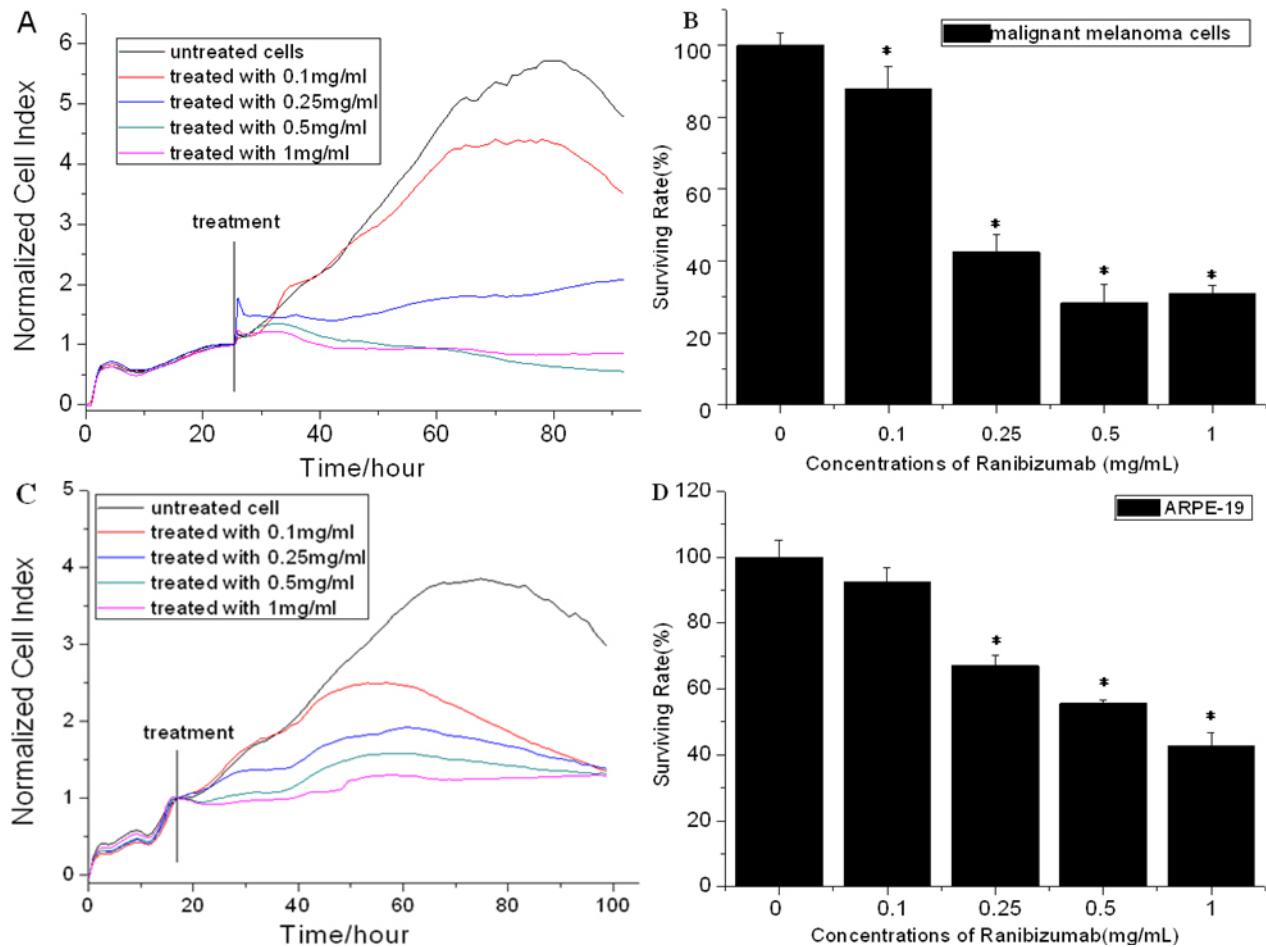 A
Normalized Cell Index
6
5
4
3
2
1
0
untreated cells
treated with 0.1mg/ml
treated with 0.25mg/ml
treated with 0.5mg/ml
treated with 1mg/ml
treatment
0
20
40
60
80
Time/hour
B
Surviving Rate(%)
100
80
60
40
20
0
malignant melanoma cells
*
*
*
*
0
0.1
0.25
0.5
1
Concentrations of Ranibizumab (mg/mL)
C
Normalized Cell Index
5
4
3
2
1
0
untreated cell
treated with 0.1mg/ml
treated with 0.25mg/ml
treated with 0.5mg/ml
treated with 1mg/ml
treatment
0
20
40
60
80
100
Time/hour
D
Surviving Rate(%)
120
100
80
60
40
20
0
ARPE-19
*
*
*
0
0.1
0.25
0.5
1
Concentrations of Ranibizumab(mg/mL)